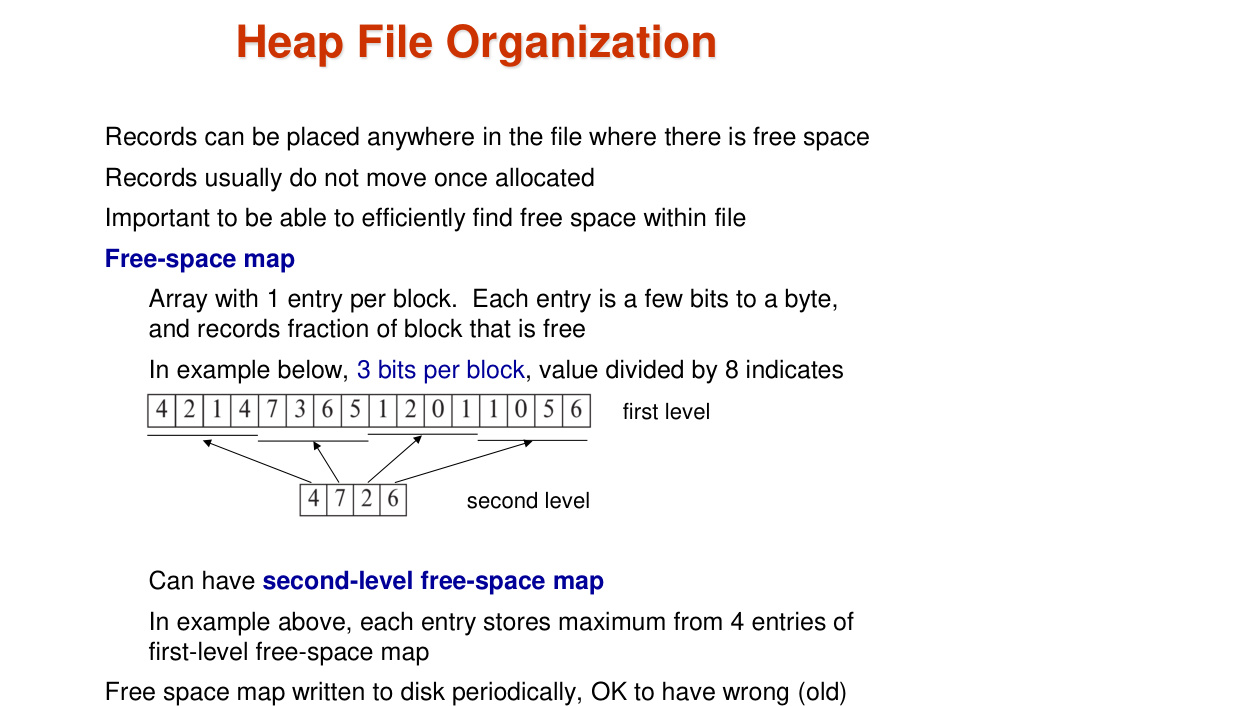 Heap File Organization
Records can be placed anywhere in the file where there is free space
Records usually do not move once allocated
Important to be able to efficiently find free space within file
Free-space map
Array with 1 entry per block.  Each entry is a few bits to a byte,
and records fraction of block that is free
In example below, 3 bits per block, value divided by 8 indicates
4 2 1 4 7 3 6 5 1 2 0 1 1 0 5 6 first level
4 7 2 6 second level
Can have second-level free-space map
In example above, each entry stores maximum from 4 entries of
first-level free-space map
Free space map written to disk periodically, OK to have wrong (old)